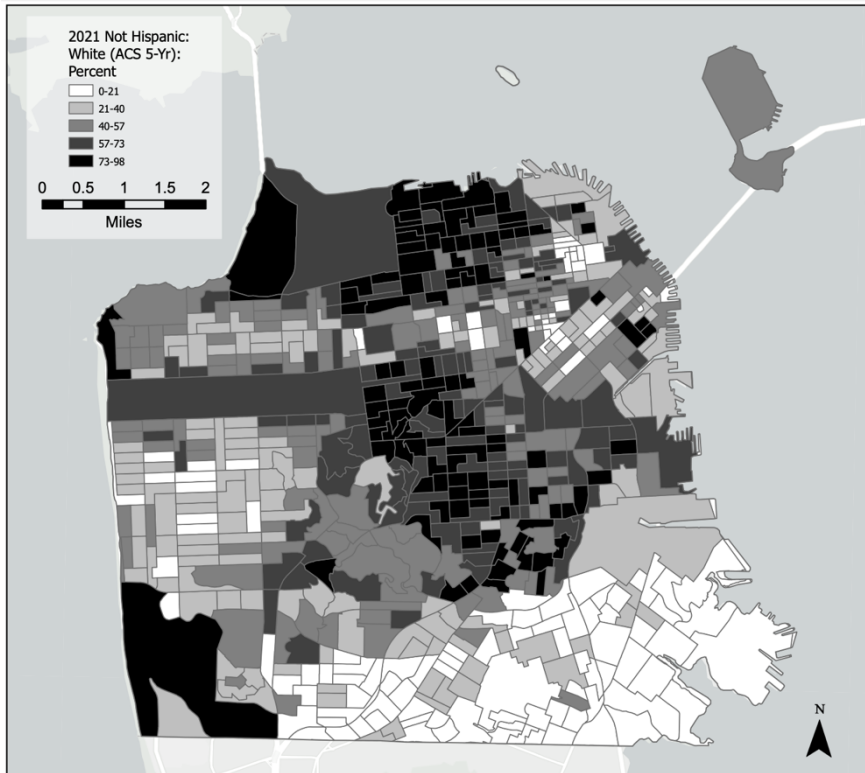 2021 Not Hispanic:
White (ACS 5-Yr):
Percent
0-21
21-40
40-57
57-73
73-98
0 0.5 1 1.5 2
Miles
N